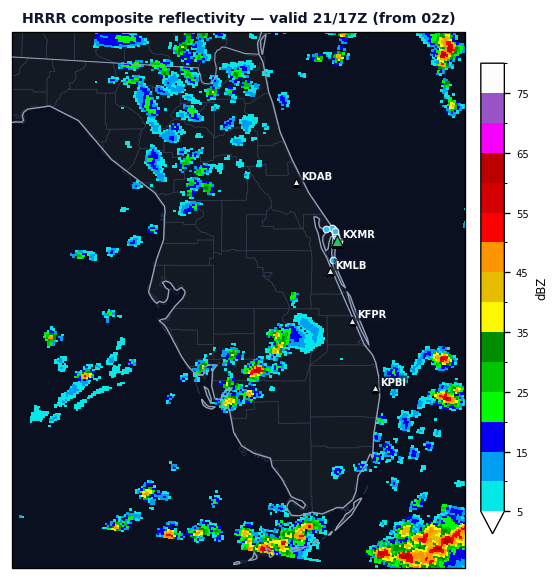 HRRR composite reflectivity — valid 21/17Z (from 02z)
KDAB
KXMR
KMLB
KFPR
KPBI
75
65
55
45
35
25
15
5
dBZ